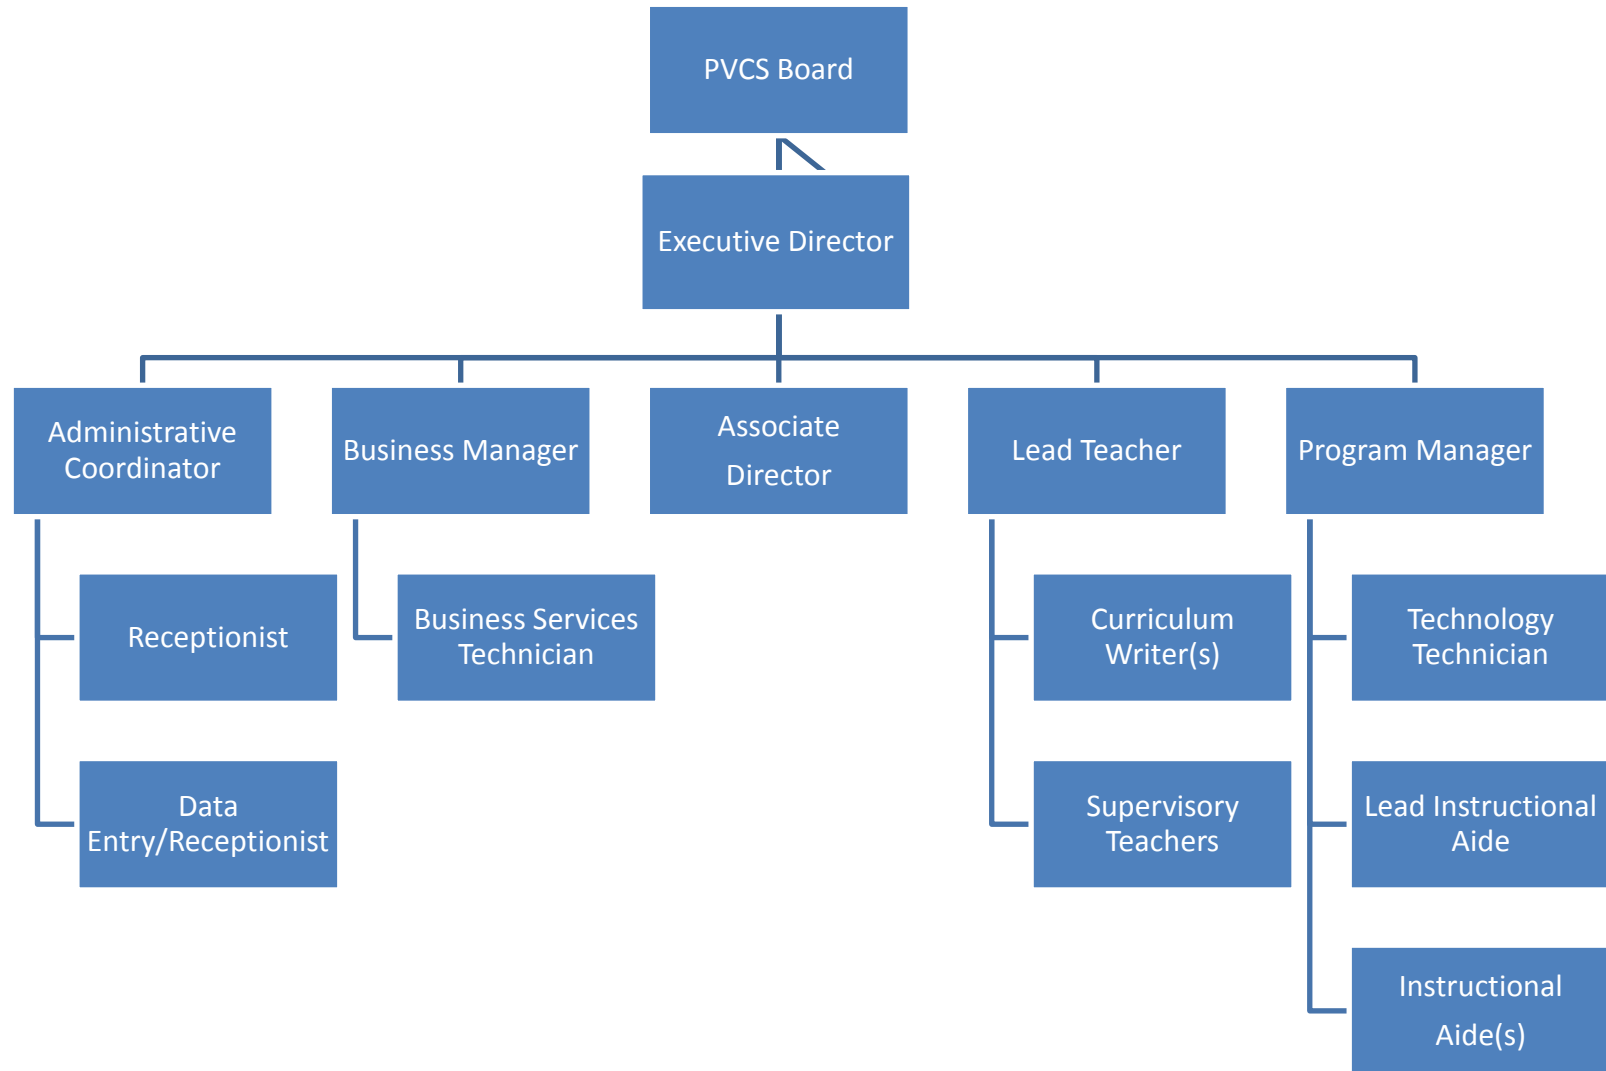 PVCS Board
Executive Director
Administrative
Coordinator
Business Manager
Associate
Director
Lead Teacher
Program Manager
Receptionist
Business Services
Technician
Curriculum
Writer(s)
Technology
Technician
Data
Entry/Receptionist
Supervisory
Teachers
Lead Instructional
Aide
Instructional
Aide(s)